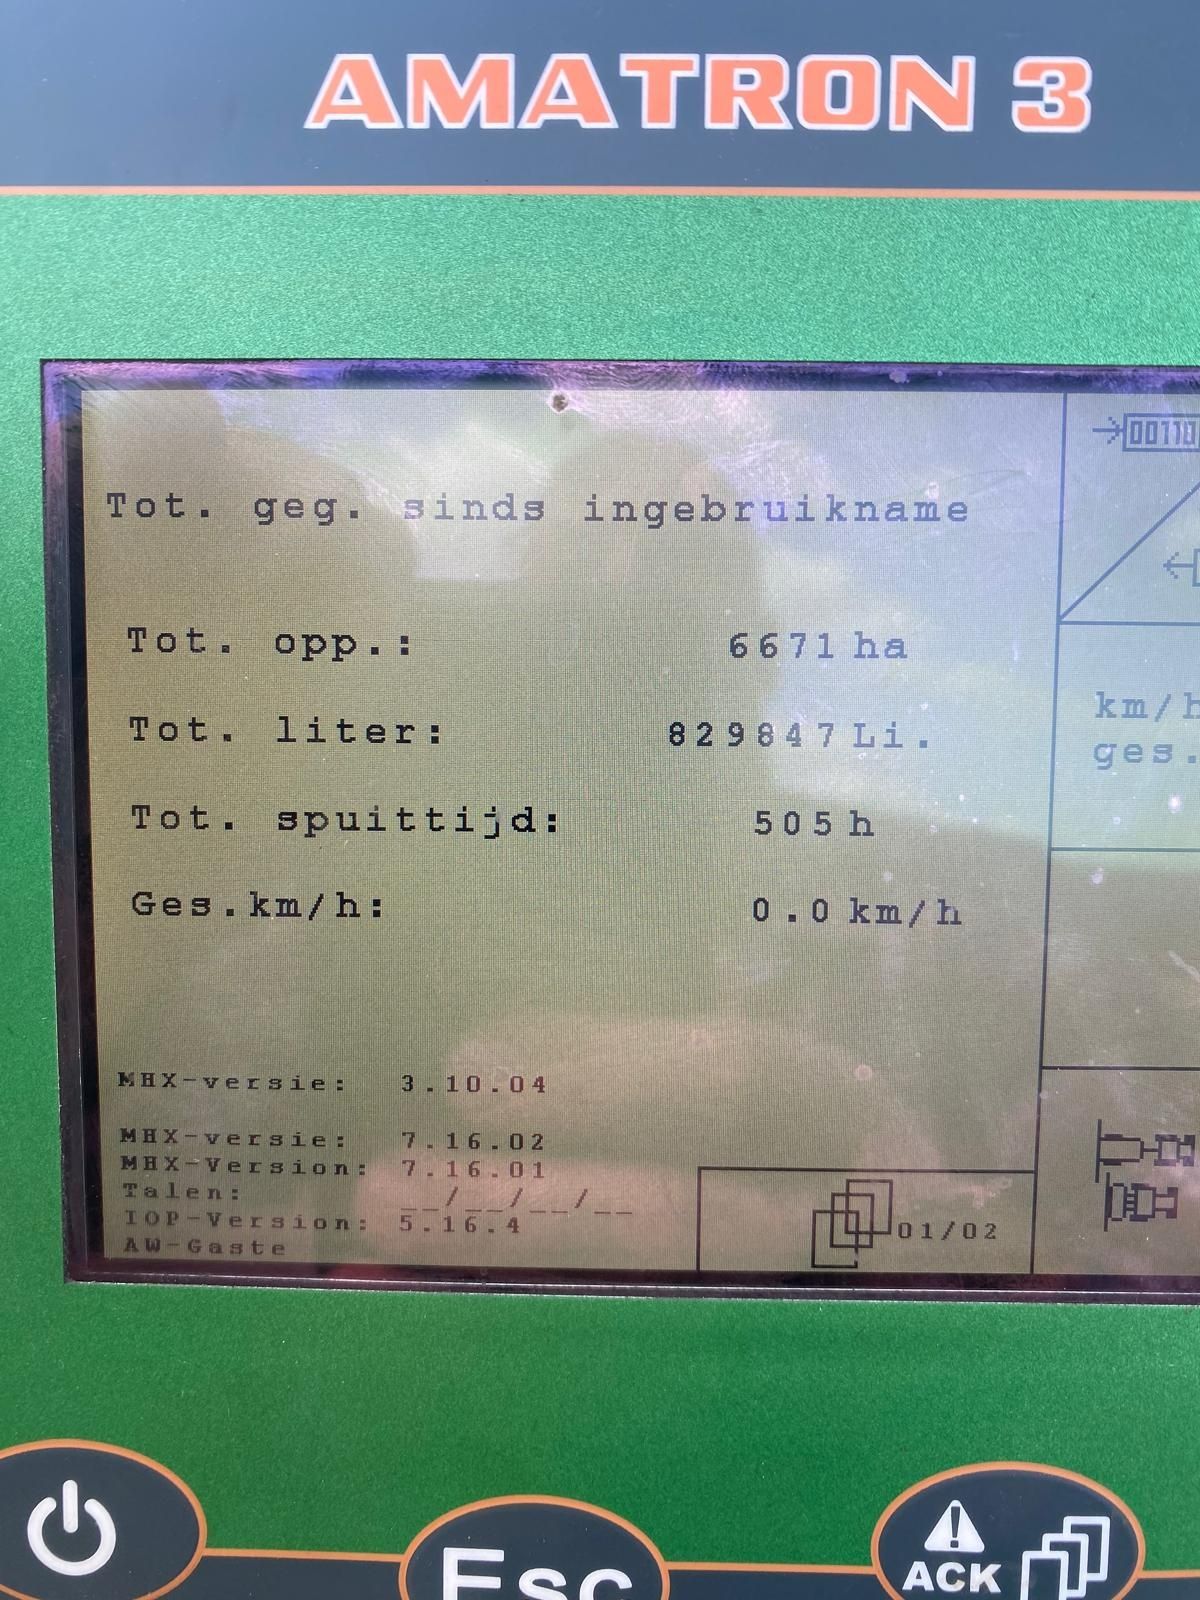 AMATRON 3
Tot. geg. sinds ingebruikname
Tot. opp.: 6671 ha
Tot. liter: 829847 Li.
Tot. spuittijd: 505 h
Ges.km/h: 0.0 km/h
km/h
ges.
MHX-versie: 3.10.04
MHX-versie: 7.16.02
MHX-Version: 7.16.01
Talen: __/__/__/__
IOP-Version: 5.16.4
AW-Gaste
01/02
Esc
ACK